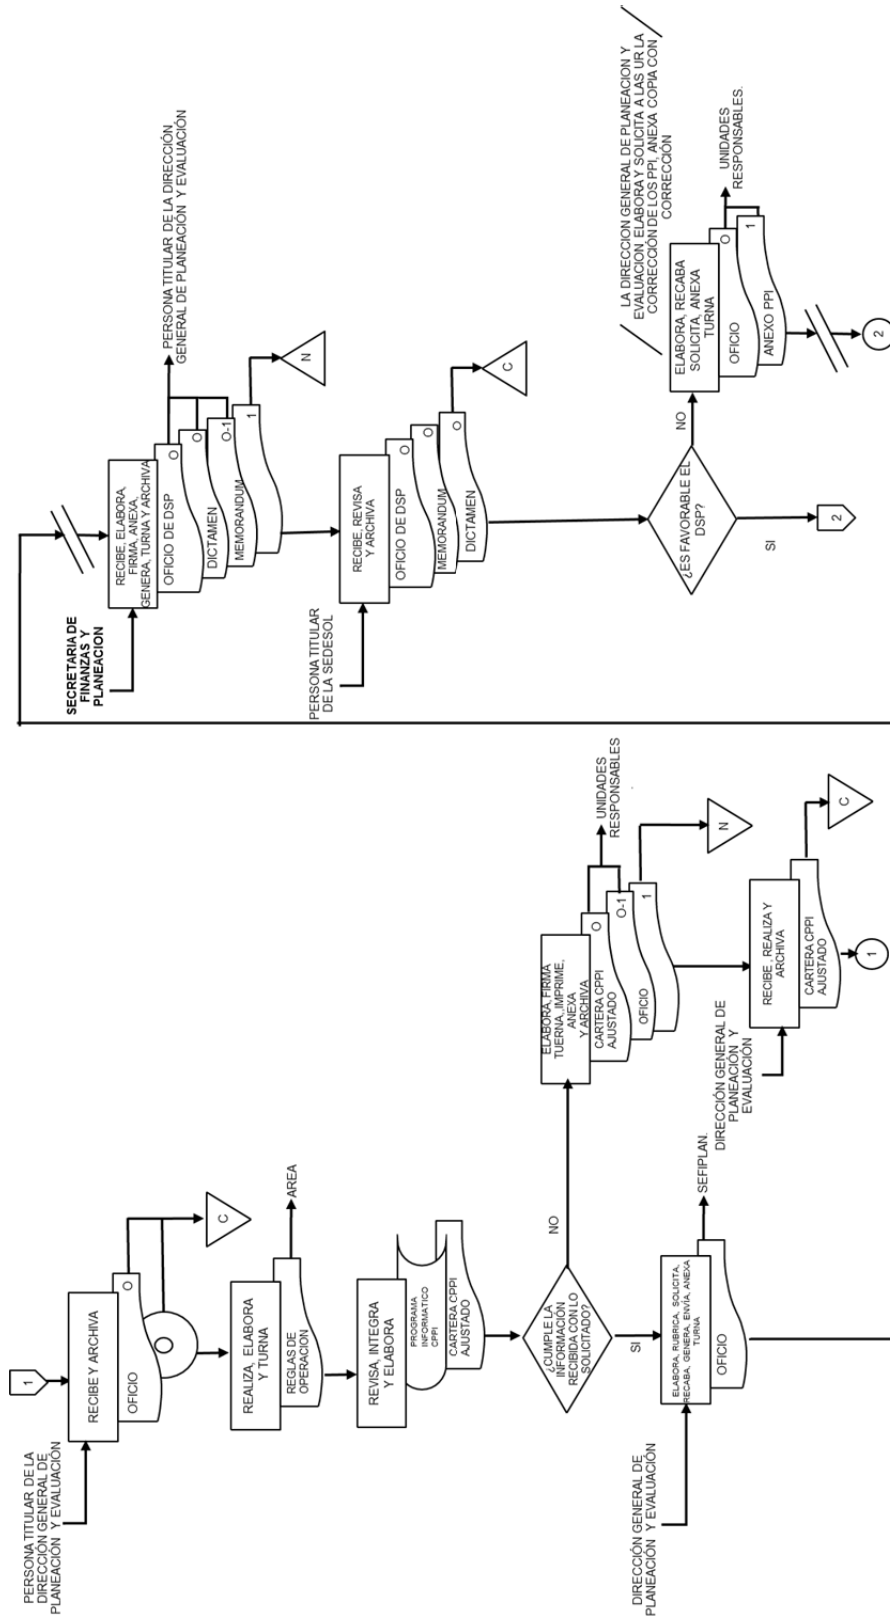 1
PERSONA TITULAR DE LA
DIRECCIÓN GENERAL DE
PLANEACIÓN Y EVALUACIÓN
RECIBE Y ARCHIVA
OFICIO
O
C
REALIZA, ELABORA
Y TURNA
REGLAS DE
OPERACION
AREA
REVISA, INTEGRA
Y ELABORA
PROGRAMA
INFORMATICO
CPPI
CARTERA CPPI
AJUSTADO
¿CUMPLE LA
INFORMACIÓN
RECIBIDA CON LO
SOLICITADO?
NO
SI
ELABORA, FIRMA
TUERNA, IMPRIME,
ANEXA
Y ARCHIVA
CARTERA CPPI
AJUSTADO
O
O-1
OFICIO
1
UNIDADES
RESPONSABLES
N
DIRECCIÓN GENERAL DE
PLANEACIÓN Y
EVALUACIÓN
RECIBE, REALIZA Y
ARCHIVA
CARTERA CPPI
AJUSTADO
C
1
DIRECCIÓN GENERAL DE
PLANEACIÓN Y EVALUACIÓN
ELABORA, RUBRICA, SOLICITA,
RECABA, GENERA, ENVÍA, ANEXA
TURNA
OFICIO
SEFIPLAN.
SECRETARIA DE
FINANZAS Y
PLANEACION
RECIBE, ELABORA,
FIRMA, ANEXA,
GENERA, TURNA Y ARCHIVA
OFICIO DE DSP
O
O
DICTAMEN
O-1
MEMORANDUM
1
PERSONA TITULAR DE LA DIRECCIÓN
GENERAL DE PLANEACIÓN Y EVALUACIÓN
N
PERSONA TITULAR
DE LA SEDESOL
RECIBE, REVISA
Y ARCHIVA
OFICIO DE DSP
O
O
MEMORANDUM
O
DICTAMEN
C
¿ES FAVORABLE EL
DSP?
NO
SI
2
LA DIRECCION GENERAL DE PLANEACION Y
EVALUACION ELABORA Y SOLICITA A LAS UR LA
CORRECCIÓN DE LOS PPI, ANEXA COPIA CON
CORRECCIÓN
ELABORA, RECABA
SOLICITA, ANEXA
TURNA
OFICIO
O
ANEXO PPI
1
UNIDADES
RESPONSABLES.
2